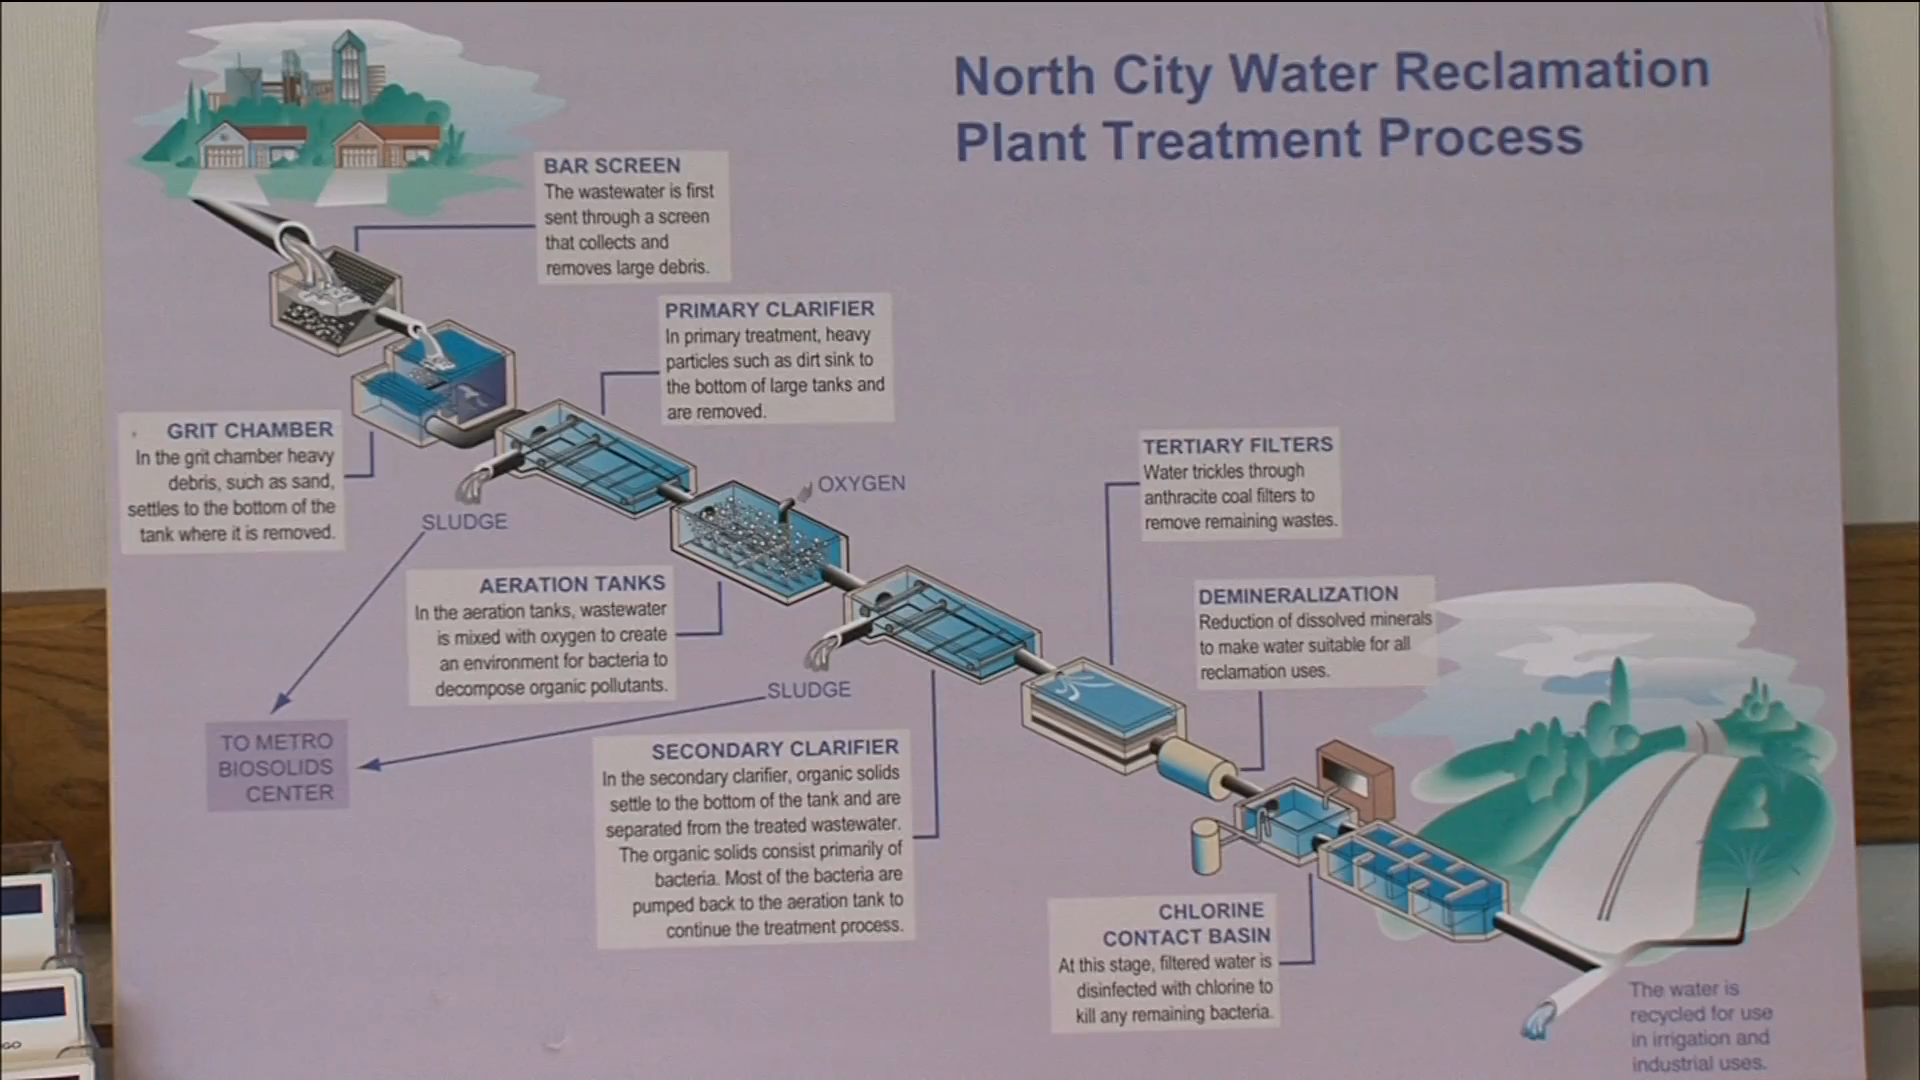 North City Water Reclamation
Plant Treatment Process
BAR SCREEN
The wastewater is first
sent through a screen
that collects and
removes large debris.
PRIMARY CLARIFIER
In primary treatment, heavy
particles such as dirt sink to
the bottom of large tanks and
are removed.
GRIT CHAMBER
In the grit chamber heavy
debris, such as sand,
settles to the bottom of the
tank where it is removed.
SLUDGE
OXYGEN
AERATION TANKS
In the aeration tanks, wastewater
is mixed with oxygen to create
an environment for bacteria to
decompose organic pollutants.
SLUDGE
TO METRO
BIOSOLIDS
CENTER
SECONDARY CLARIFIER
In the secondary clarifier, organic solids
settle to the bottom of the tank and are
separated from the treated wastewater.
The organic solids consist primarily of
bacteria. Most of the bacteria are
pumped back to the aeration tank to
continue the treatment process.
TERTIARY FILTERS
Water trickles through
anthracite coal filters to
remove remaining wastes.
DEMINERALIZATION
Reduction of dissolved minerals
to make water suitable for all
reclamation uses.
CHLORINE
CONTACT BASIN
At this stage, filtered water is
disinfected with chlorine to
kill any remaining bacteria.
The water is
recycled for use
in irrigation and
industrial uses.